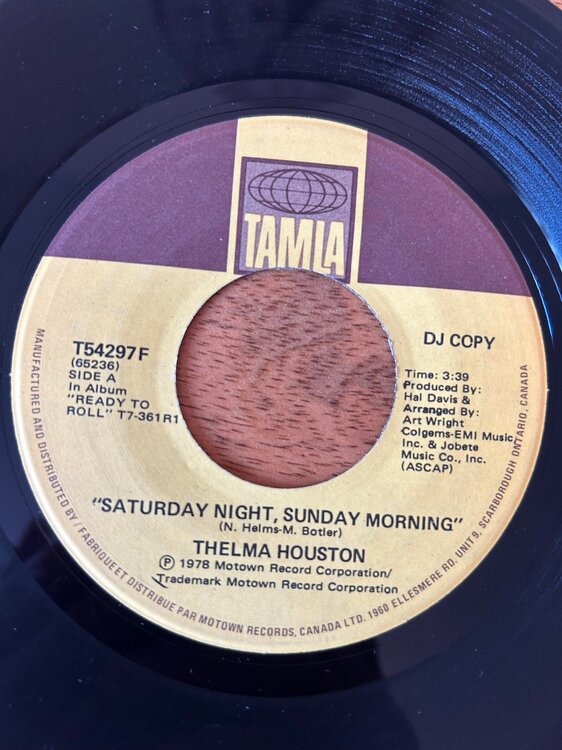 TAMLA
T54297F
(65236)
SIDE A
In Album
"READY TO
ROLL" T7-361R1
DJ COPY
Time: 3:39
Produced By:
Hal Davis &
Arranged By:
Art Wright
Colgems-EMI Music
Inc. & Jobete
Music Co., Inc.
(ASCAP)
"SATURDAY NIGHT, SUNDAY MORNING"
(N. Helms-M. Botler)
THELMA HOUSTON
Ⓟ 1978 Motown Record Corporation/
Trademark Motown Record Corporation
MANUFACTURED AND DISTRIBUTED BY / FABRIQUE ET DISTRIBUE PAR MOTOWN RECORDS, CANADA LTD. 1960 ELLESMERE RD. UNIT 9, SCARBOROUGH ONTARIO, CANADA